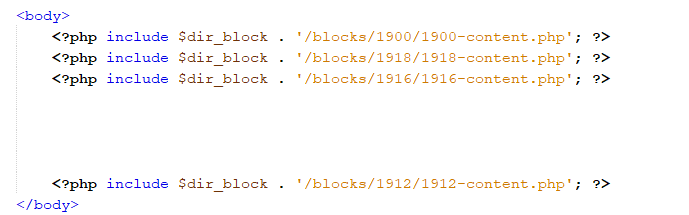 <body>
<?php include $dir_block . '/blocks/1900/1900-content.php'; ?>
<?php include $dir_block . '/blocks/1918/1918-content.php'; ?>
<?php include $dir_block . '/blocks/1916/1916-content.php'; ?>
<?php include $dir_block . '/blocks/1912/1912-content.php'; ?>
</body>